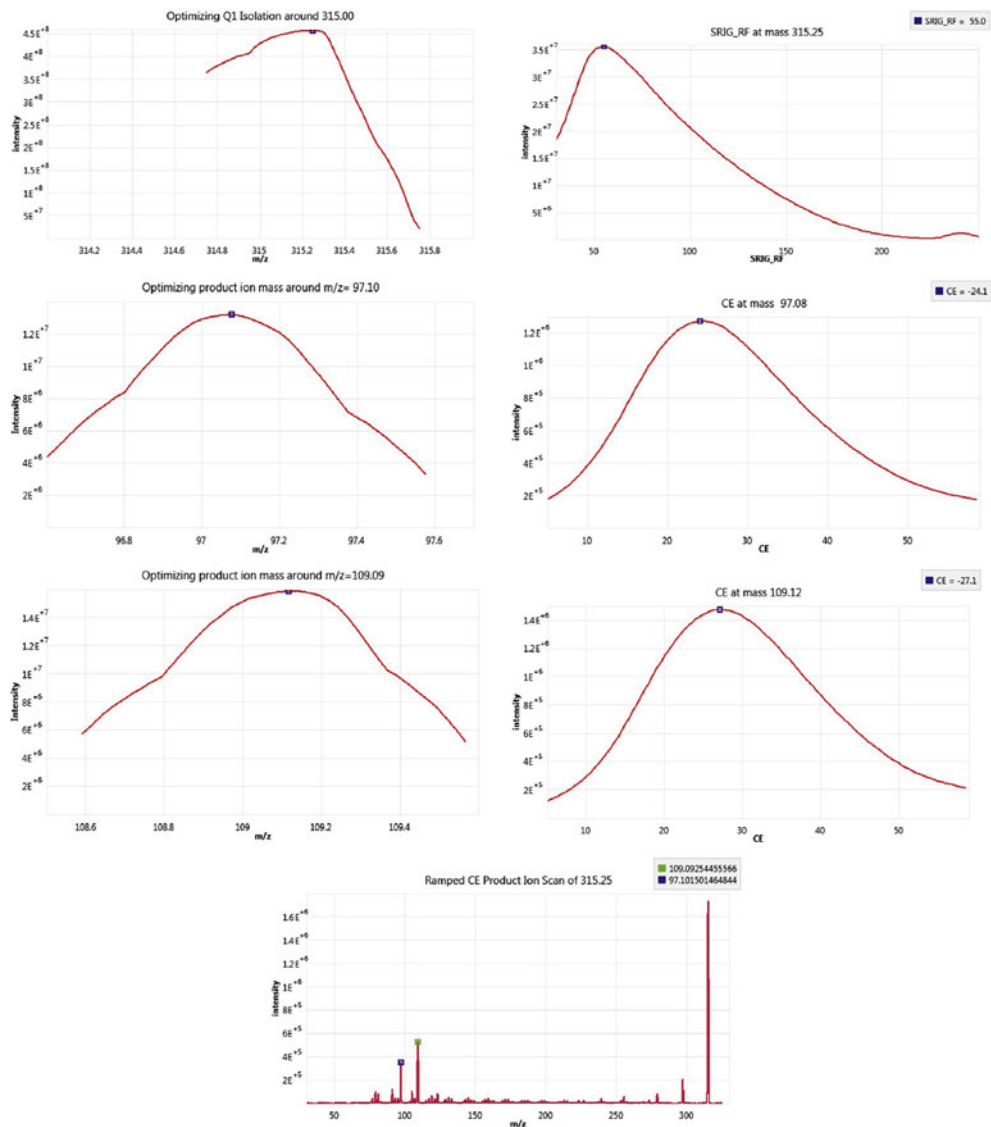 Optimizing Q1 Isolation around 315.00
4.5E+8
4E+8
3.5E+8
3E+8
2.5E+8
2E+8
1.5E+8
1E+8
5E+7
intensity
314.2 314.4 314.6 314.8 315 315.2 315.4 315.6 315.8
m/z
SRIG_RF = 55.0
SRIG_RF at mass 315.25
3.5E+7
3E+7
2.5E+7
2E+7
1.5E+7
1E+7
5E+6
intensity
50 100 150 200
SRIG_RF
Optimizing product ion mass around m/z= 97.10
1.2E+7
1E+7
8E+6
6E+6
4E+6
2E+6
Intensity
96.8 97 97.2 97.4 97.6
m/z
CE = -24.1
CE at mass 97.08
1.2E+6
1E+6
8E+5
6E+5
4E+5
2E+5
intensity
10 20 30 40 50
CE
Optimizing product ion mass around m/z=109.09
1.4E+7
1.2E+7
1E+7
8E+6
6E+6
4E+6
2E+6
Intensity
108.6 108.8 109 109.2 109.4
m/z
CE = -27.1
CE at mass 109.12
1.4E+6
1.2E+6
1E+6
8E+5
6E+5
4E+5
2E+5
intensity
10 20 30 40 50
CE
109.09254455566
97.101501464844
Ramped CE Product Ion Scan of 315.25
1.6E+6
1.4E+6
1.2E+6
1E+6
8E+5
6E+5
4E+5
2E+5
intensity
50 100 150 200 250 300
m/z